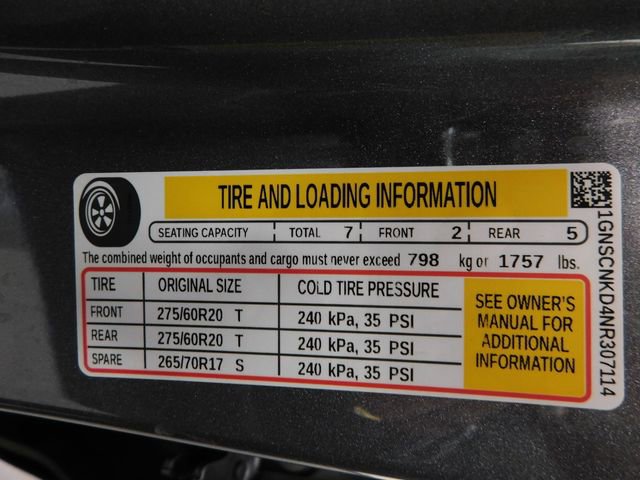 TIRE AND LOADING INFORMATION
SEATING CAPACITY TOTAL 7 FRONT 2 REAR 5
The combined weight of occupants and cargo must never exceed 798 kg or 1757 lbs.
TIRE ORIGINAL SIZE COLD TIRE PRESSURE
FRONT 275/60R20 T 240 kPa, 35 PSI
REAR 275/60R20 T 240 kPa, 35 PSI
SPARE 265/70R17 S 240 kPa, 35 PSI
SEE OWNER'S
MANUAL FOR
ADDITIONAL
INFORMATION
1GNSCNKD4NR307114